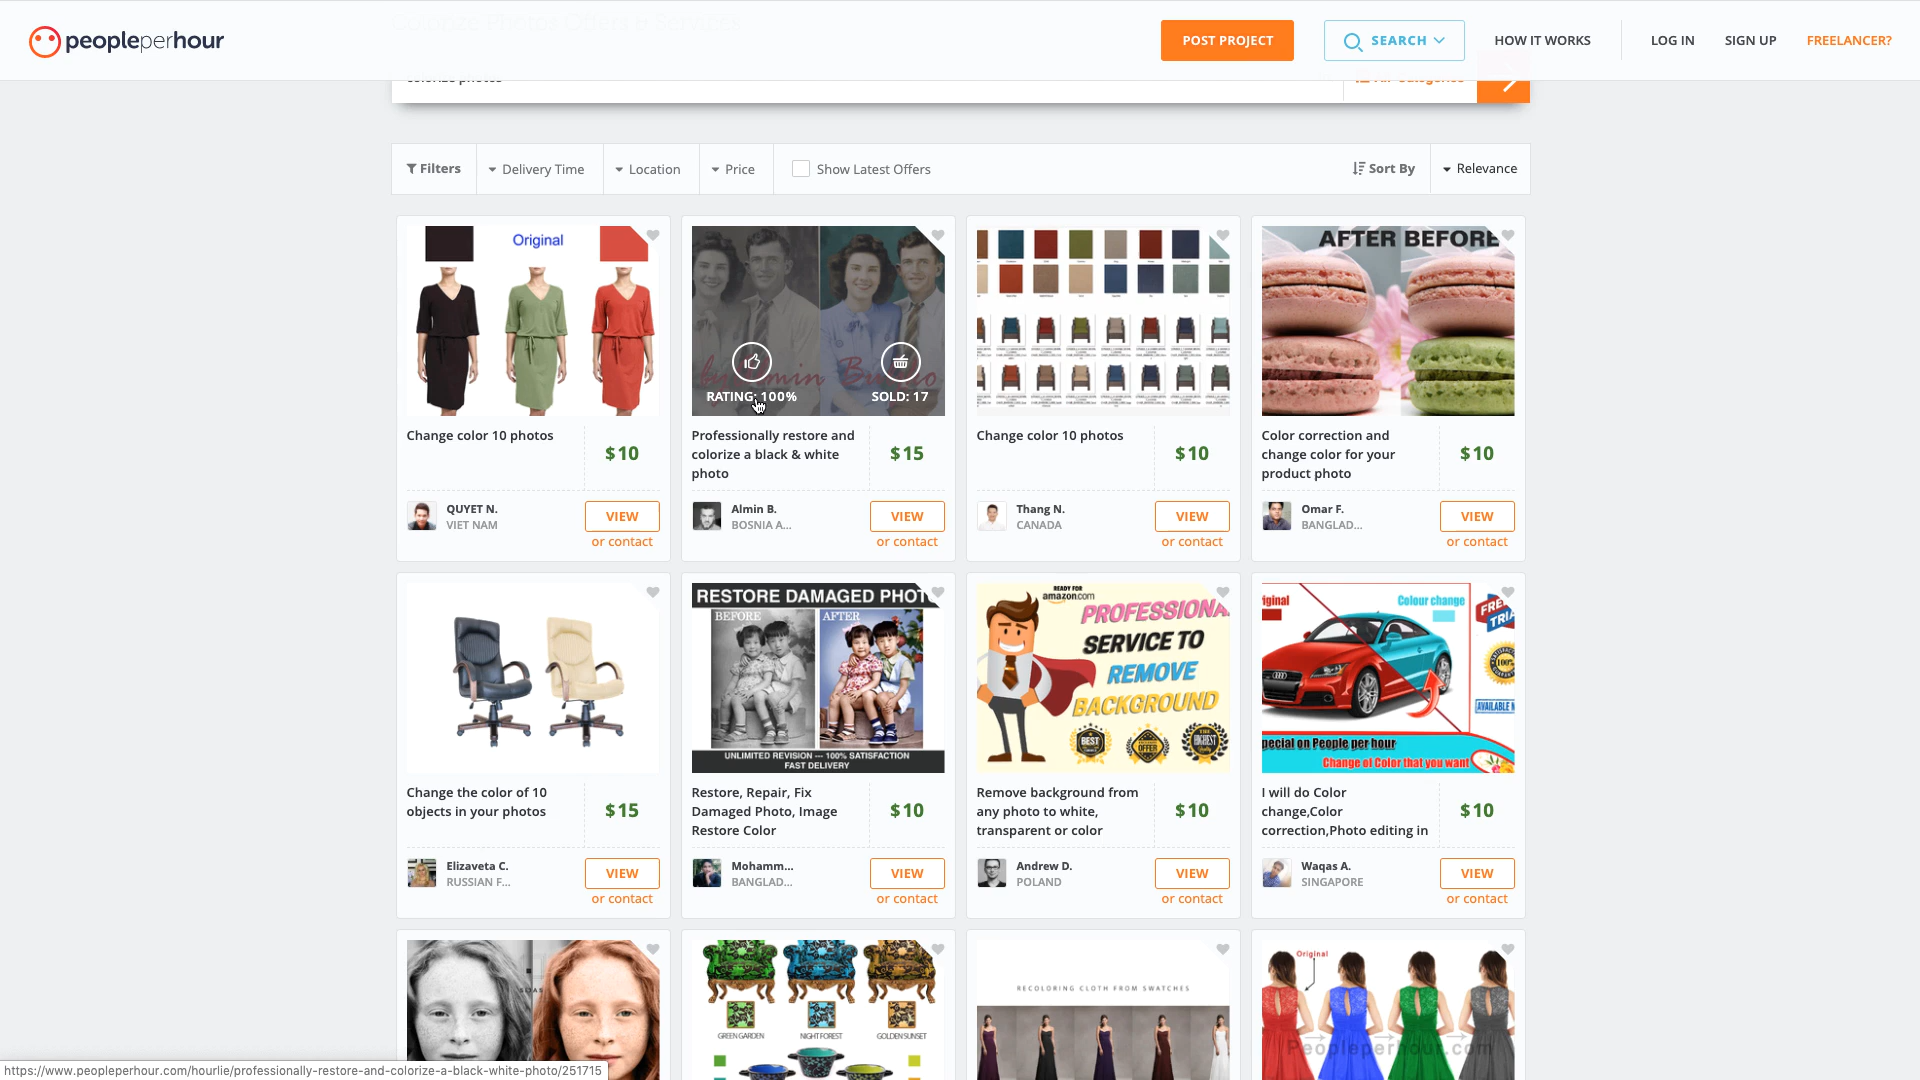 Colorize Photos Offers & Services
peopleperhour
POST PROJECT
SEARCH
HOW IT WORKS
LOG IN
SIGN UP
FREELANCER?
colorize photos
All Categories
Filters
Delivery Time
Location
Price
Show Latest Offers
Sort By
Relevance
Original
Change color 10 photos
$10
QUYET N.
VIET NAM
VIEW
or contact
by Almin Bu
RATING: 100%
SOLD: 17
Professionally restore and
colorize a black & white
photo
$15
Almin B.
BOSNIA A...
VIEW
or contact
Change color 10 photos
$10
Thang N.
CANADA
VIEW
or contact
AFTER BEFORE
Color correction and
change color for your
product photo
$10
Omar F.
BANGLAD...
VIEW
or contact
Change the color of 10
objects in your photos
$15
Elizaveta C.
RUSSIAN F...
VIEW
or contact
RESTORE DAMAGED PHOTO
BEFORE
AFTER
UNLIMITED REVISION --- 100% SATISFACTION
FAST DELIVERY
Restore, Repair, Fix
Damaged Photo, Image
Restore Color
$10
Mohamm...
BANGLAD...
VIEW
or contact
READY FOR
amazon.com
PROFESSIONA
SERVICE TO
REMOVE
BACKGROUND
BEST
OFFER
HIGHEST
Remove background from
any photo to white,
transparent or color
$10
Andrew D.
POLAND
VIEW
or contact
iginal
Colour change
FREE
TRIA
100%
AVAILABLE N
pecial on People per hour
Change of Color that you want
I will do Color
change,Color
correction,Photo editing in
$10
Waqas A.
SINGAPORE
VIEW
or contact
GREEN GARDEN
NIGHT FOREST
GOLDEN SUNSET
RECOLORING CLOTH FROM SWATCHES
Original
Peopleperhour.com
https://www.peopleperhour.com/hourlie/professionally-restore-and-colorize-a-black-white-photo/251715